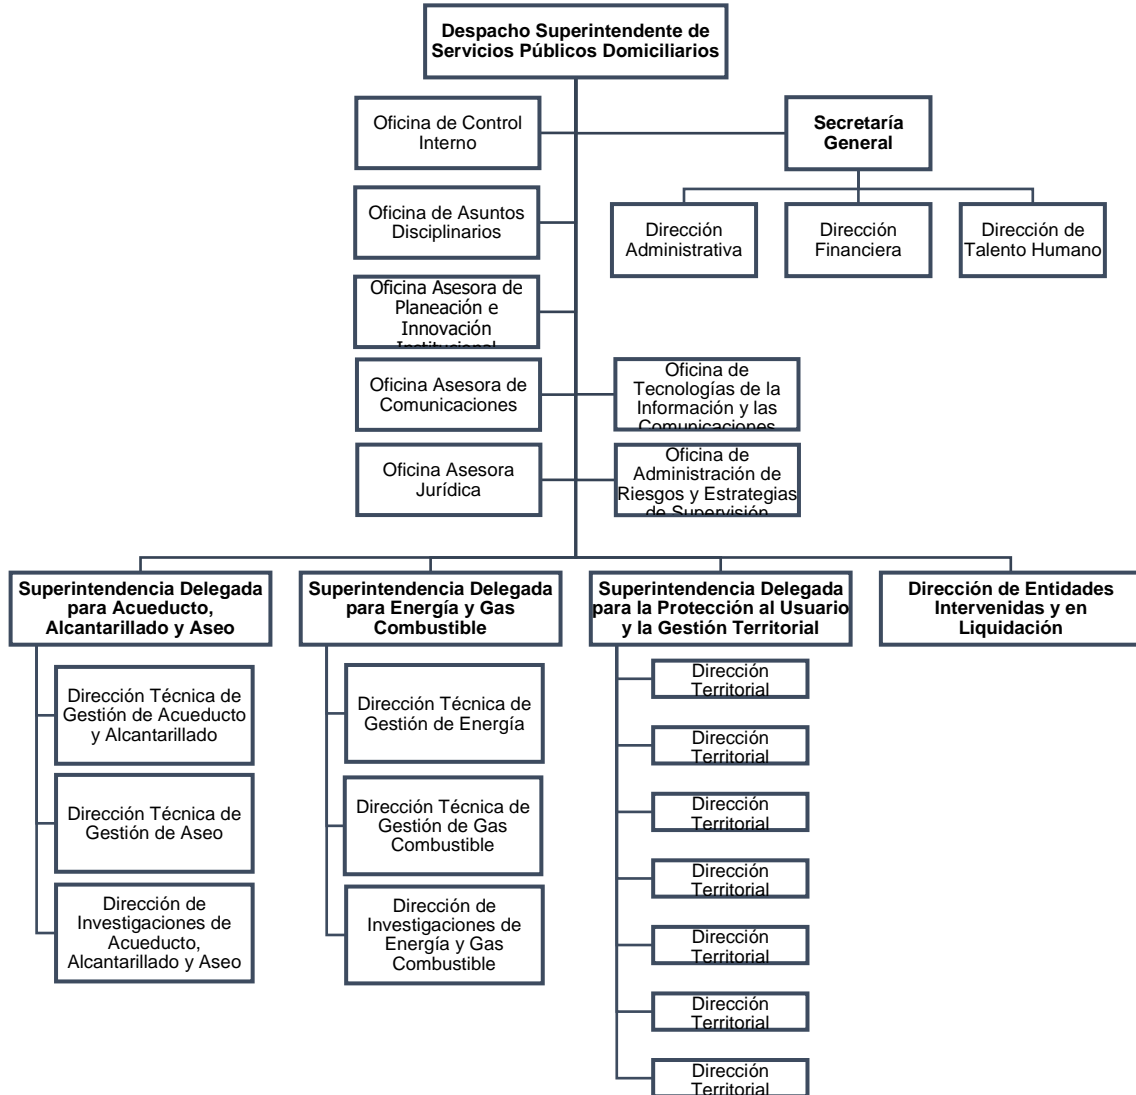 Despacho Superintendente de
Servicios Públicos Domiciliarios
Oficina de Control
Interno
Secretaría
General
Oficina de Asuntos
Disciplinarios
Dirección
Administrativa
Dirección
Financiera
Dirección de
Talento Humano
Oficina Asesora de
Planeación e
Innovación
Institucional
Oficina Asesora de
Comunicaciones
Oficina de
Tecnologías de la
Información y las
Comunicaciones
Oficina Asesora
Jurídica
Oficina de
Administración de
Riesgos y Estrategias
de Supervisión
Superintendencia Delegada
para Acueducto,
Alcantarillado y Aseo
Superintendencia Delegada
para Energía y Gas
Combustible
Superintendencia Delegada
para la Protección al Usuario
y la Gestión Territorial
Dirección de Entidades
Intervenidas y en
Liquidación
Dirección Técnica de
Gestión de Acueducto
y Alcantarillado
Dirección Técnica de
Gestión de Aseo
Dirección de
Investigaciones de
Acueducto,
Alcantarillado y Aseo
Dirección Técnica de
Gestión de Energía
Dirección Técnica de
Gestión de Gas
Combustible
Dirección de
Investigaciones de
Energía y Gas
Combustible
Dirección
Territorial
Dirección
Territorial
Dirección
Territorial
Dirección
Territorial
Dirección
Territorial
Dirección
Territorial
Dirección
Territorial